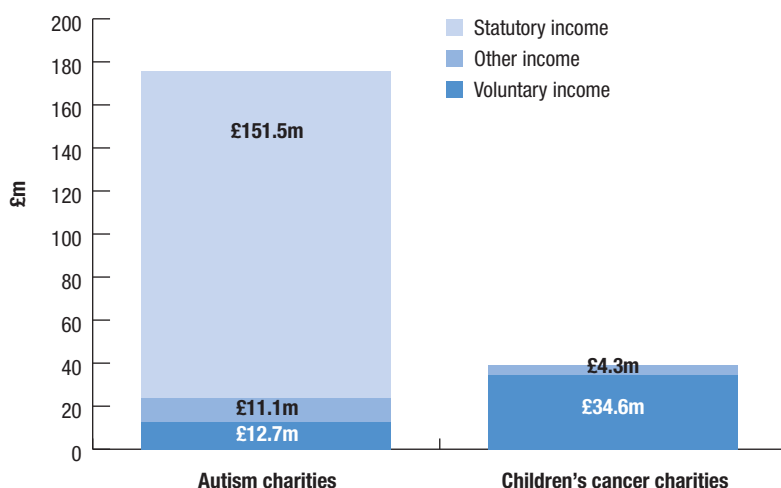 200
180
160
140
120
100
80
60
40
20
0
£m
Statutory income
Other income
Voluntary income
£151.5m
£11.1m
£12.7m
£4.3m
£34.6m
Autism charities
Children’s cancer charities